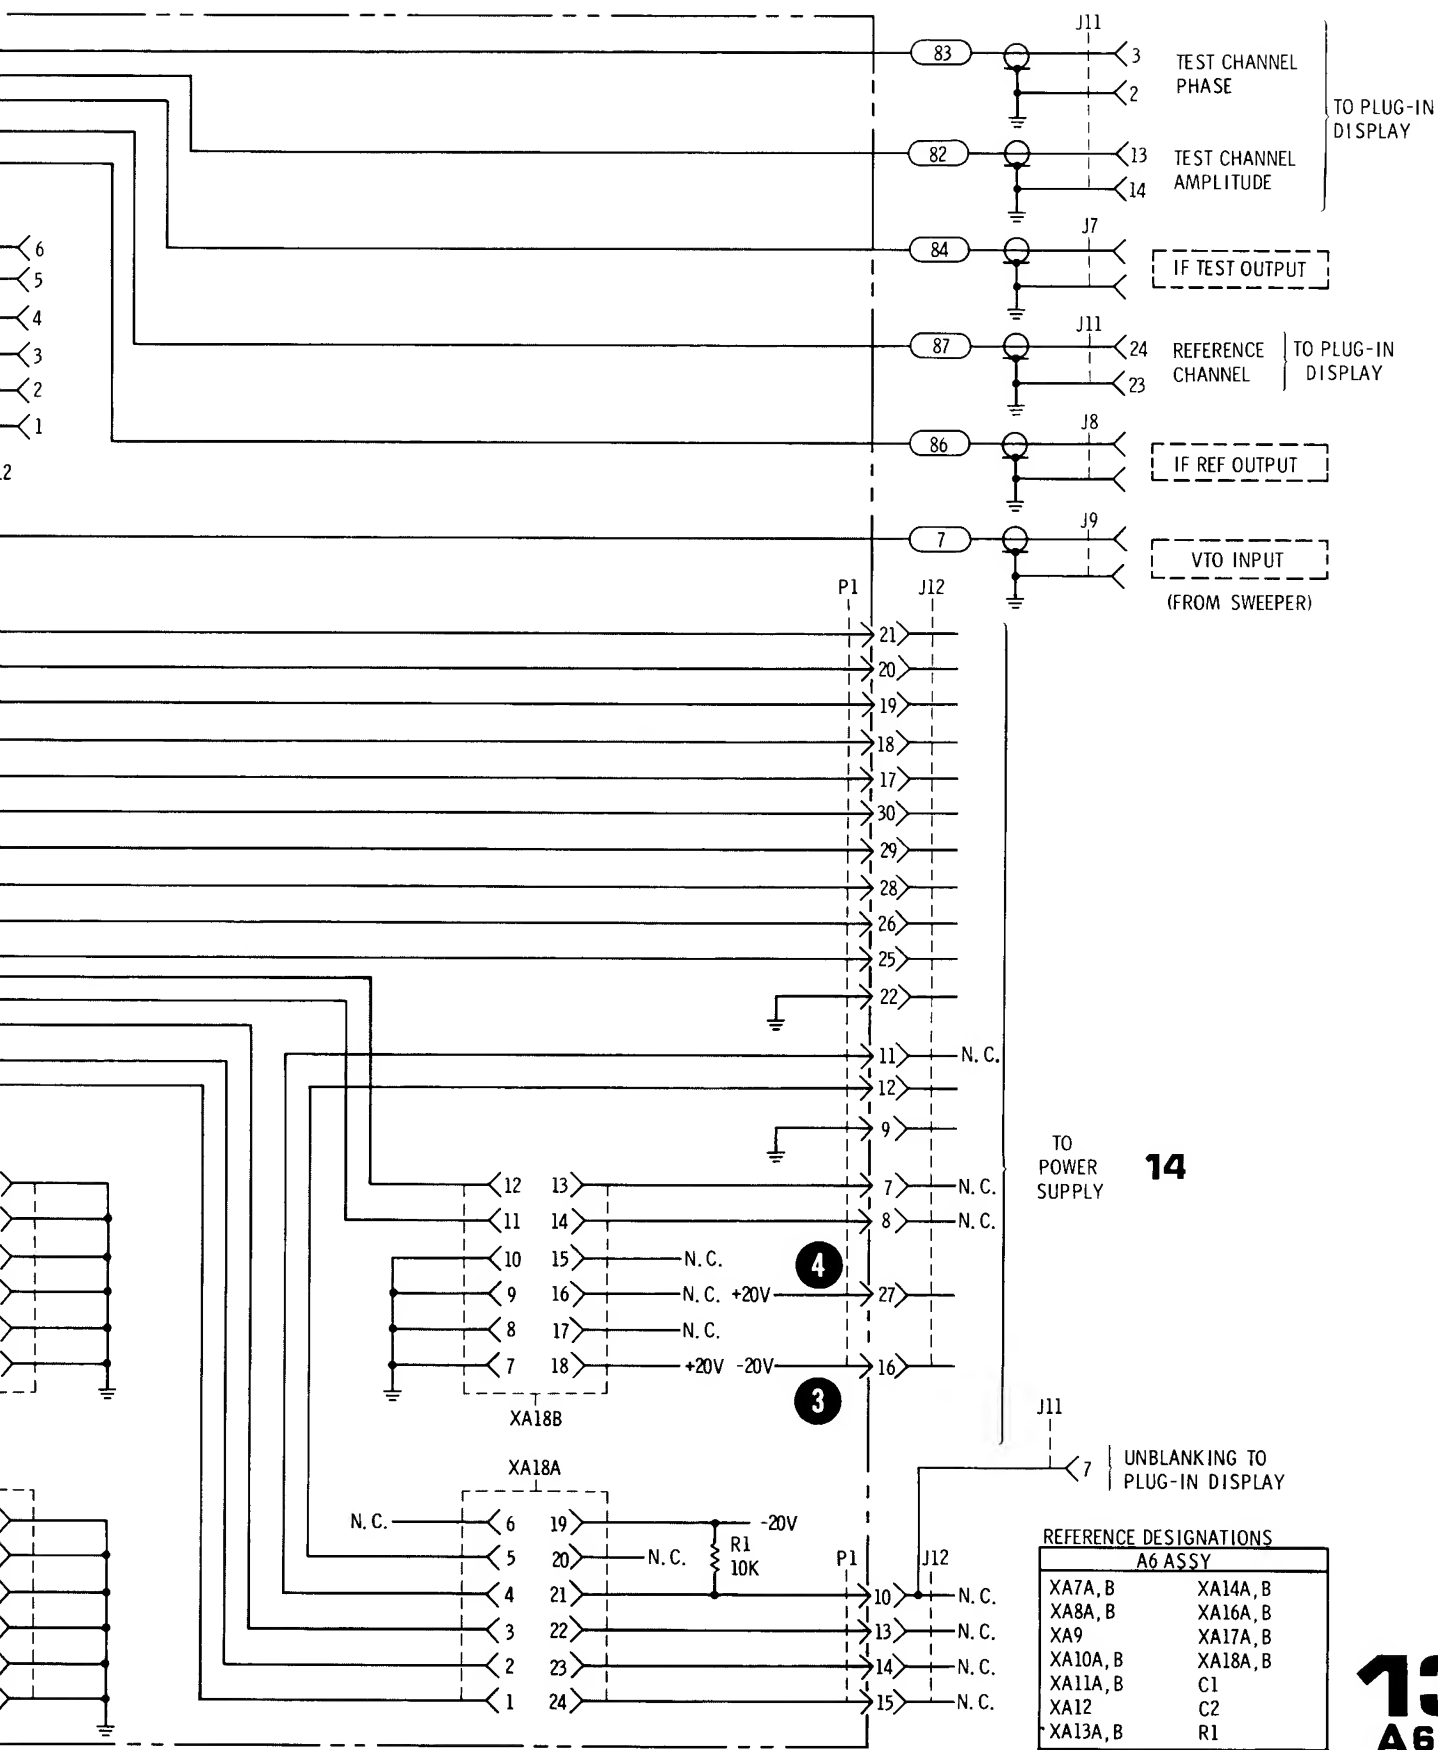 J11
83
3
TEST CHANNEL
PHASE
2
TO PLUG-IN
DISPLAY
82
13
TEST CHANNEL
AMPLITUDE
14
J7
6
84
IF TEST OUTPUT
5
J11
4
87
24
REFERENCE
CHANNEL
TO PLUG-IN
DISPLAY
3
23
2
J8
1
86
IF REF OUTPUT
2
J9
7
VTO INPUT
(FROM SWEEPER)
P1
J12
21
20
19
18
17
30
29
28
26
25
22
11
N.C.
12
9
TO
POWER
SUPPLY
14
12
13
7
N.C.
11
14
8
N.C.
10
15
N.C.
4
9
16
N.C.
+20V
27
8
17
N.C.
7
18
+20V
-20V
16
3
XA18B
J11
7
UNBLANKING TO
PLUG-IN DISPLAY
XA18A
N.C.
6
19
-20V
R1
10K
5
20
N.C.
P1
J12
4
21
10
N.C.
3
22
13
N.C.
2
23
14
N.C.
1
24
15
N.C.
REFERENCE DESIGNATIONS
A6 ASSY
XA7A, B
XA14A, B
XA8A, B
XA16A, B
XA9
XA17A, B
XA10A, B
XA18A, B
XA11A, B
C1
XA12
C2
XA13A, B
R1
A6